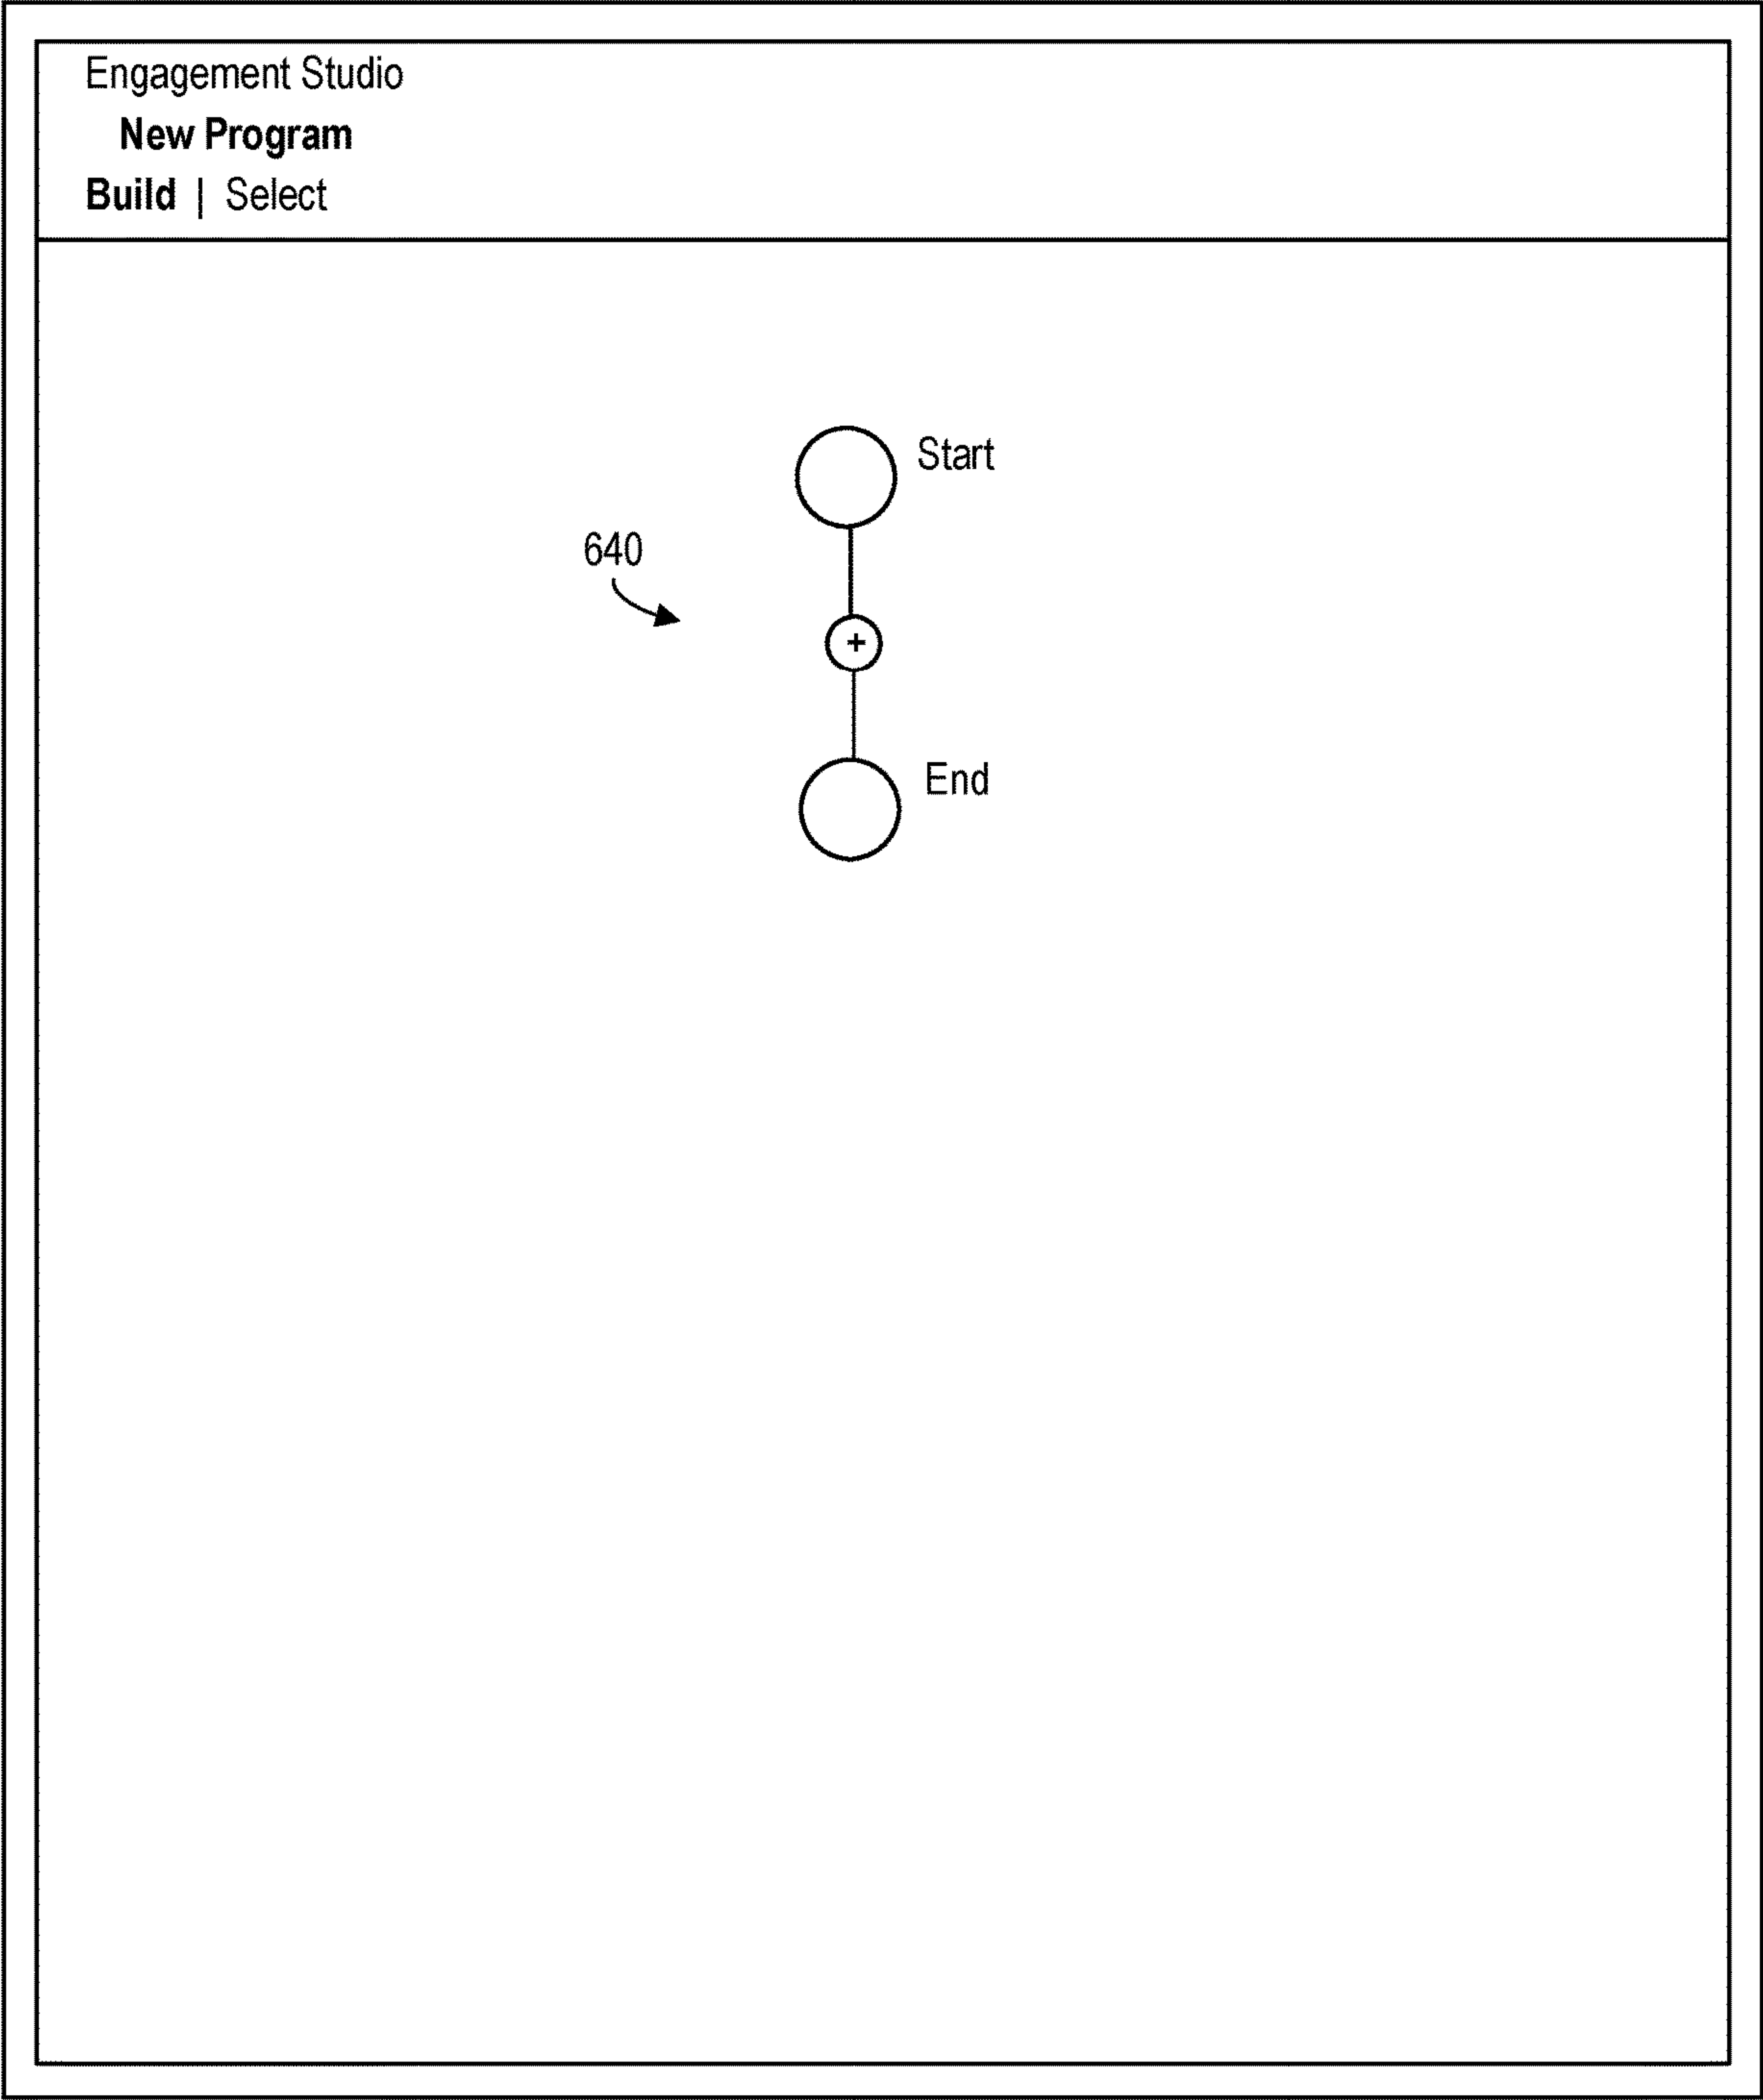 Engagement Studio
New Program
Build | Select
Start
640
+
End